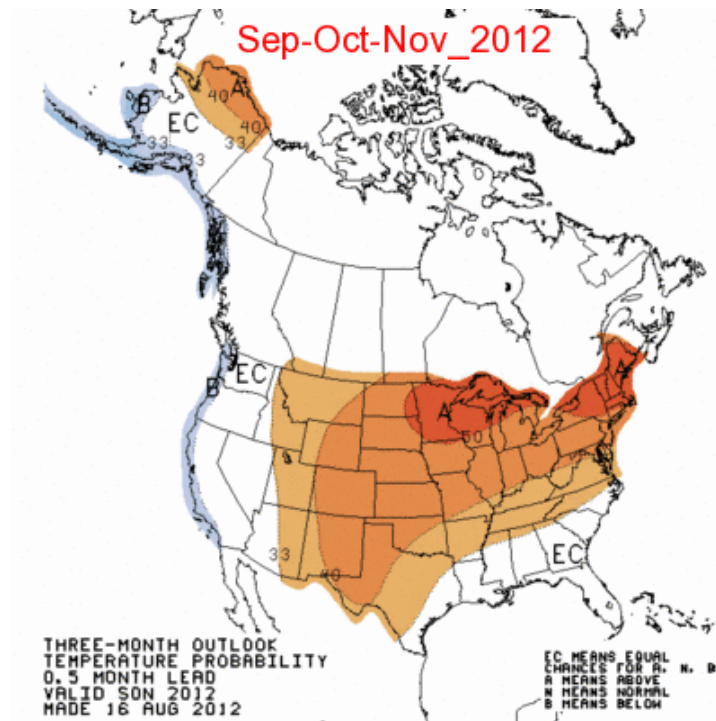 Sep-Oct-Nov_2012
A
40
B
EC
40
33
33
33
A
EC
B
A
50
33
40
EC
THREE-MONTH OUTLOOK
TEMPERATURE PROBABILITY
0.5 MONTH LEAD
VALID SON 2012
MADE 16 AUG 2012
EC MEANS EQUAL
CHANCES FOR A, N, B
A MEANS ABOVE
N MEANS NORMAL
B MEANS BELOW